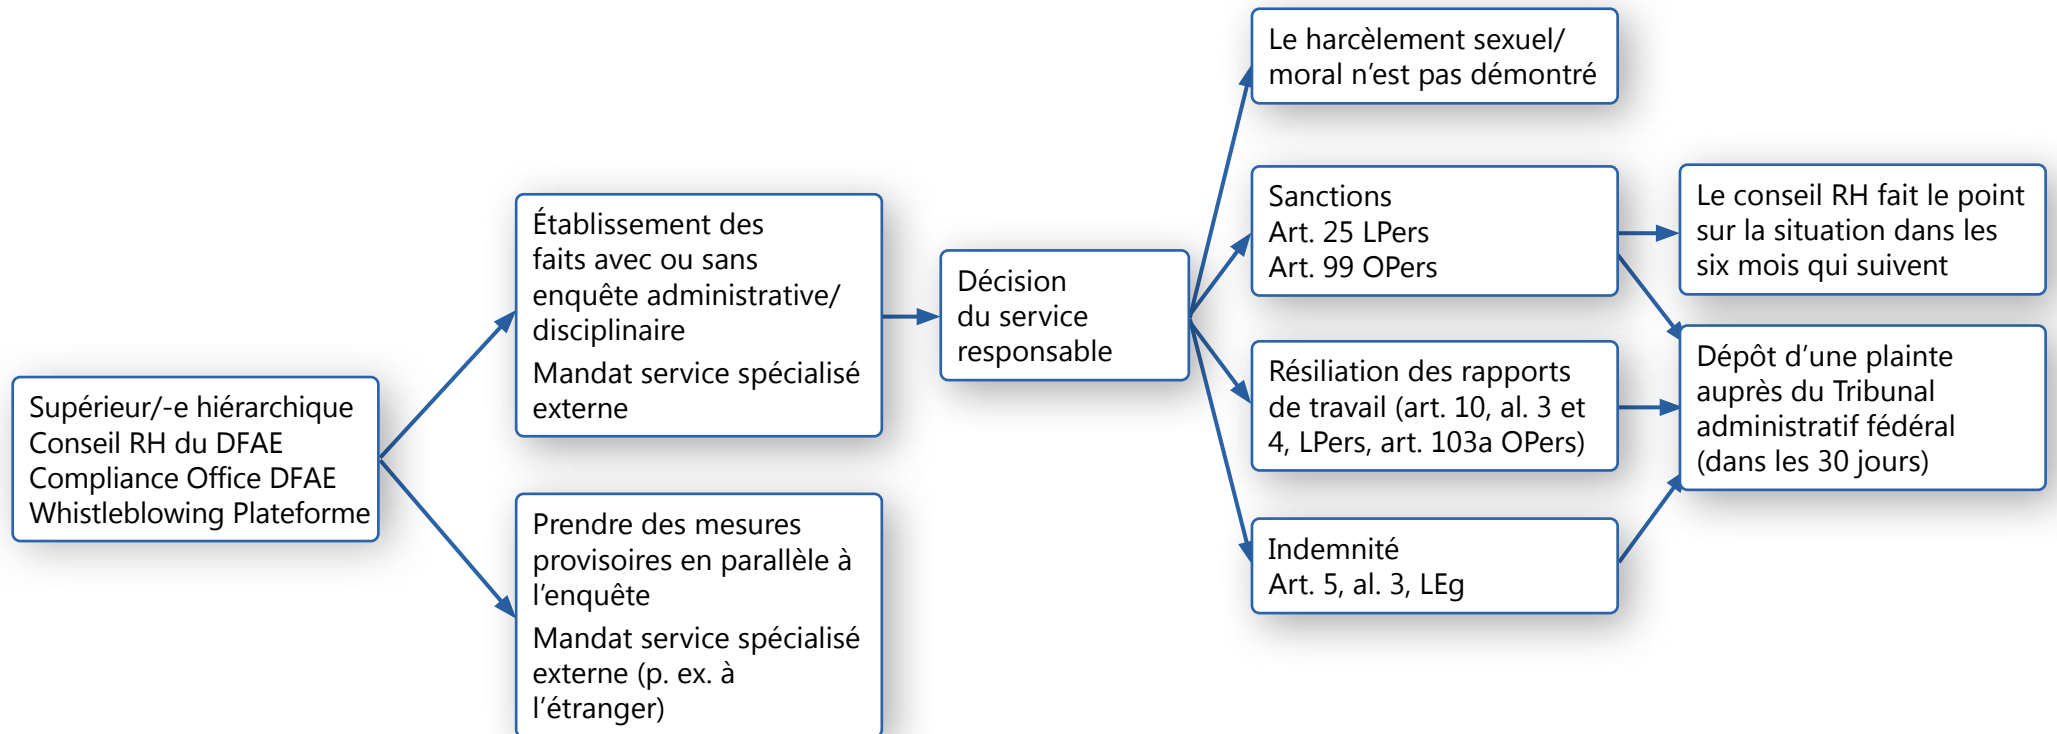 Supérieur/-e hiérarchique
Conseil RH du DFAE
Compliance Office DFAE
Whistleblowing Plateforme
Établissement des
faits avec ou sans
enquête administrative/
disciplinaire
Mandat service spécialisé
externe
Prendre des mesures
provisoires en parallèle à
l’enquête
Mandat service spécialisé
externe (p. ex. à
l’étranger)
Décision
du service
responsable
Le harcèlement sexuel/
moral n’est pas démontré
Sanctions
Art. 25 LPers
Art. 99 OPers
Résiliation des rapports
de travail (art. 10, al. 3 et
4, LPers, art. 103a OPers)
Indemnité
Art. 5, al. 3, LEg
Le conseil RH fait le point
sur la situation dans les
six mois qui suivent
Dépôt d’une plainte
auprès du Tribunal
administratif fédéral
(dans les 30 jours)